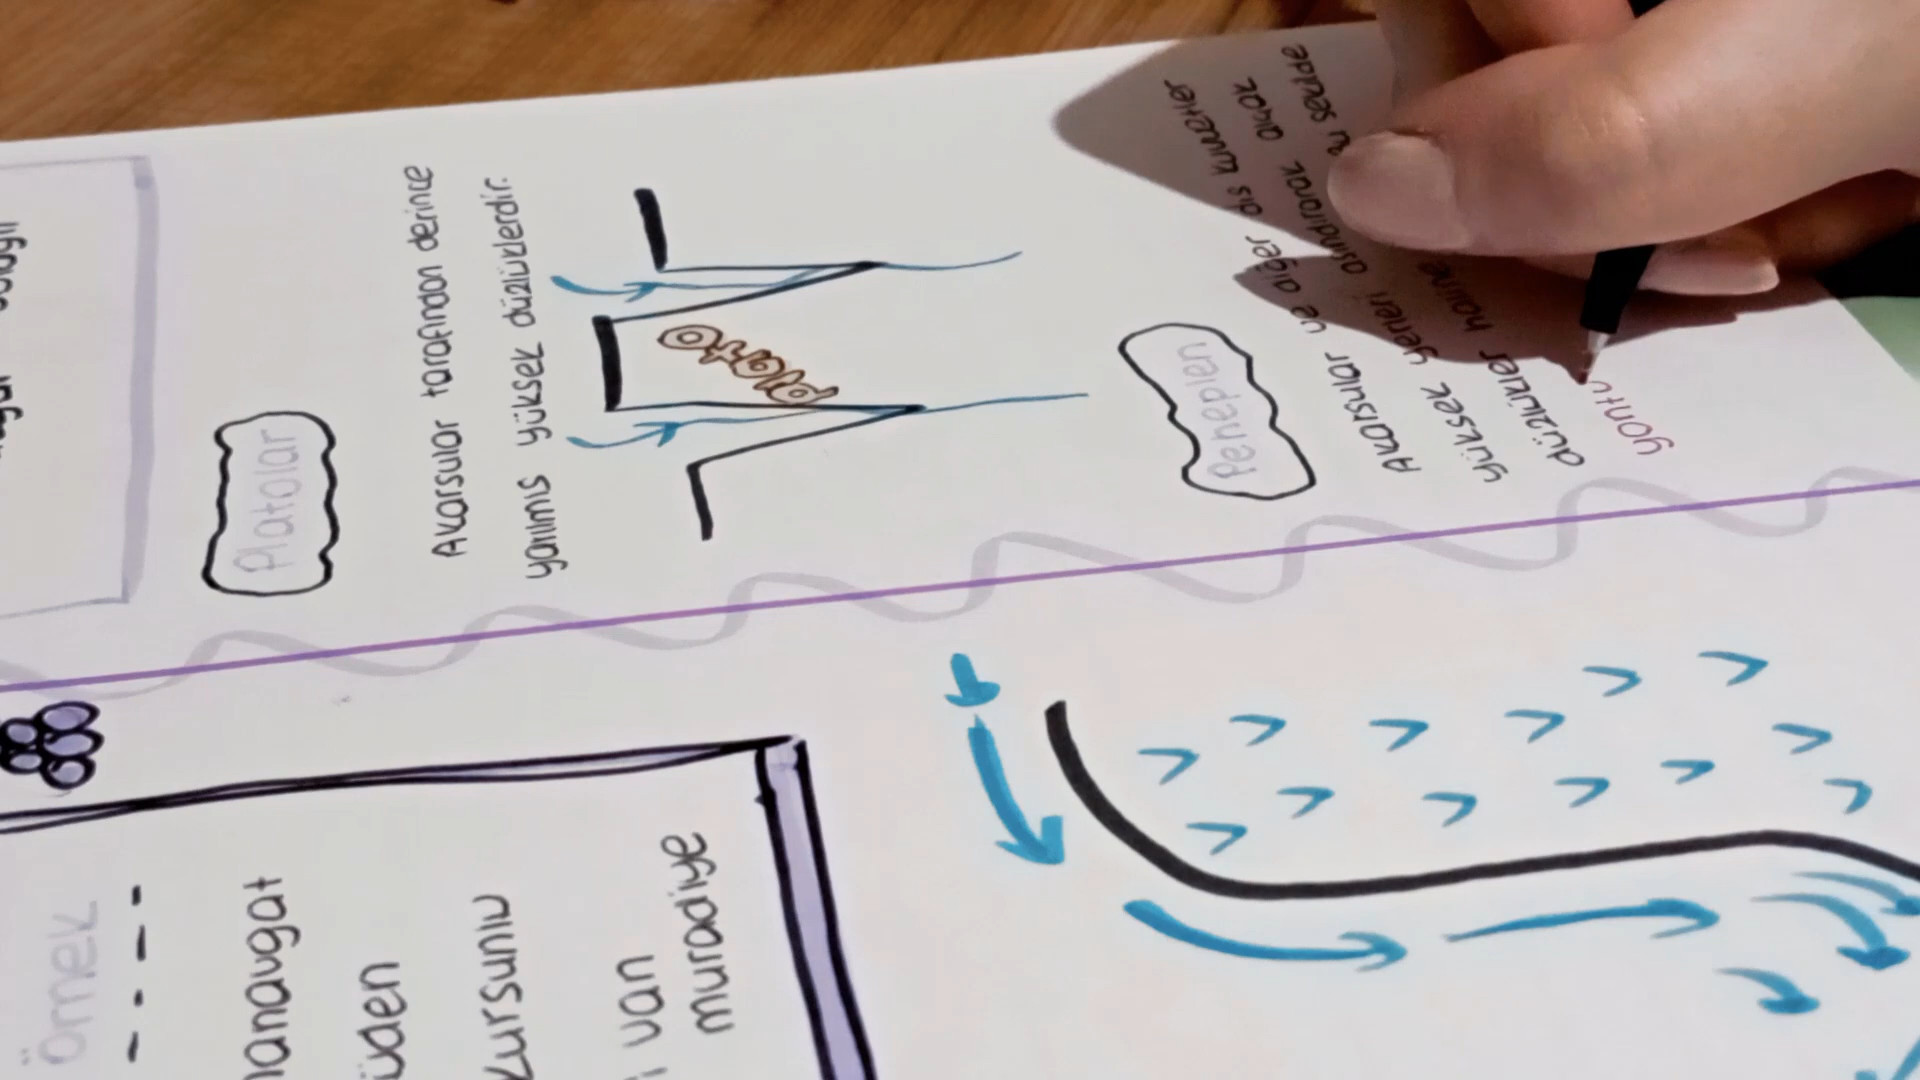 Platolar
Akarsular tarafından derince
yarılmış yüksek düzlüklerdir.
plato
Peneplen
Akarsular ve diğer dış kuvvetler
yüksek yerleri aşındırarak alçak
düzlükler haline
yontu
Örnek
manavgat
üden
kursunlu
van
muradiye